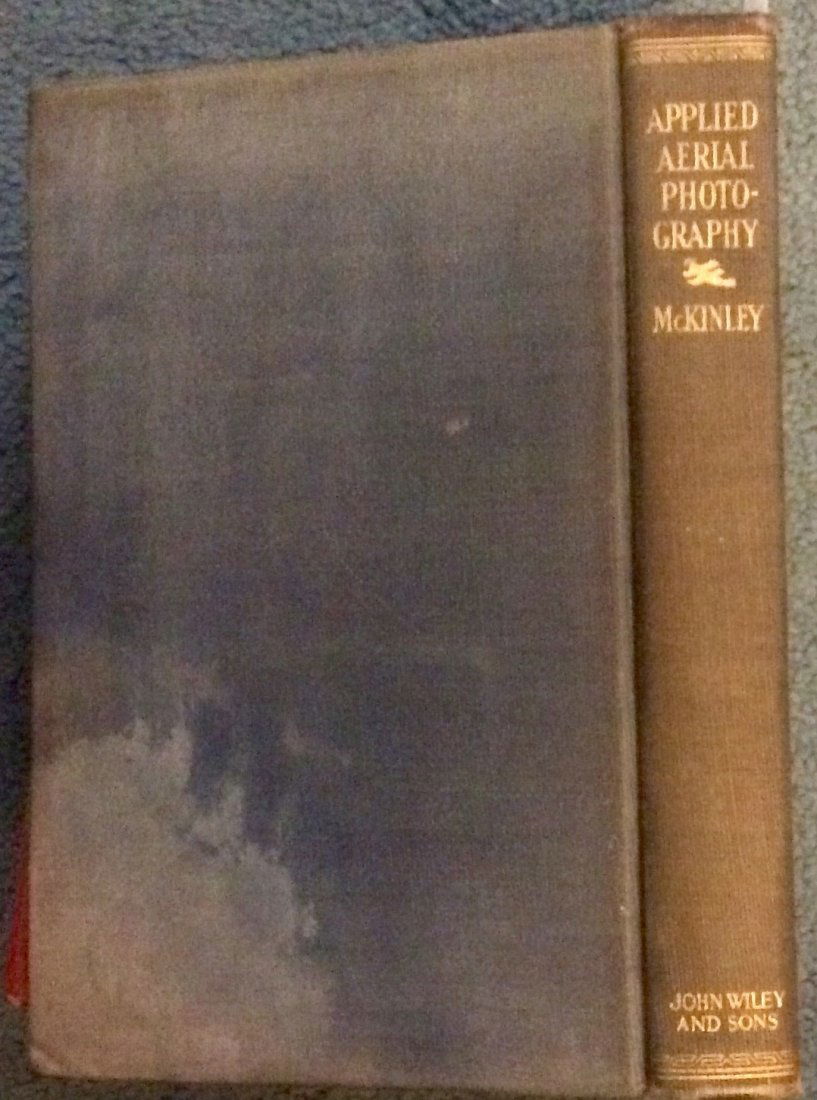 APPLIED
AERIAL
PHOTO-
GRAPHY
McKINLEY
JOHN WILEY
AND SONS